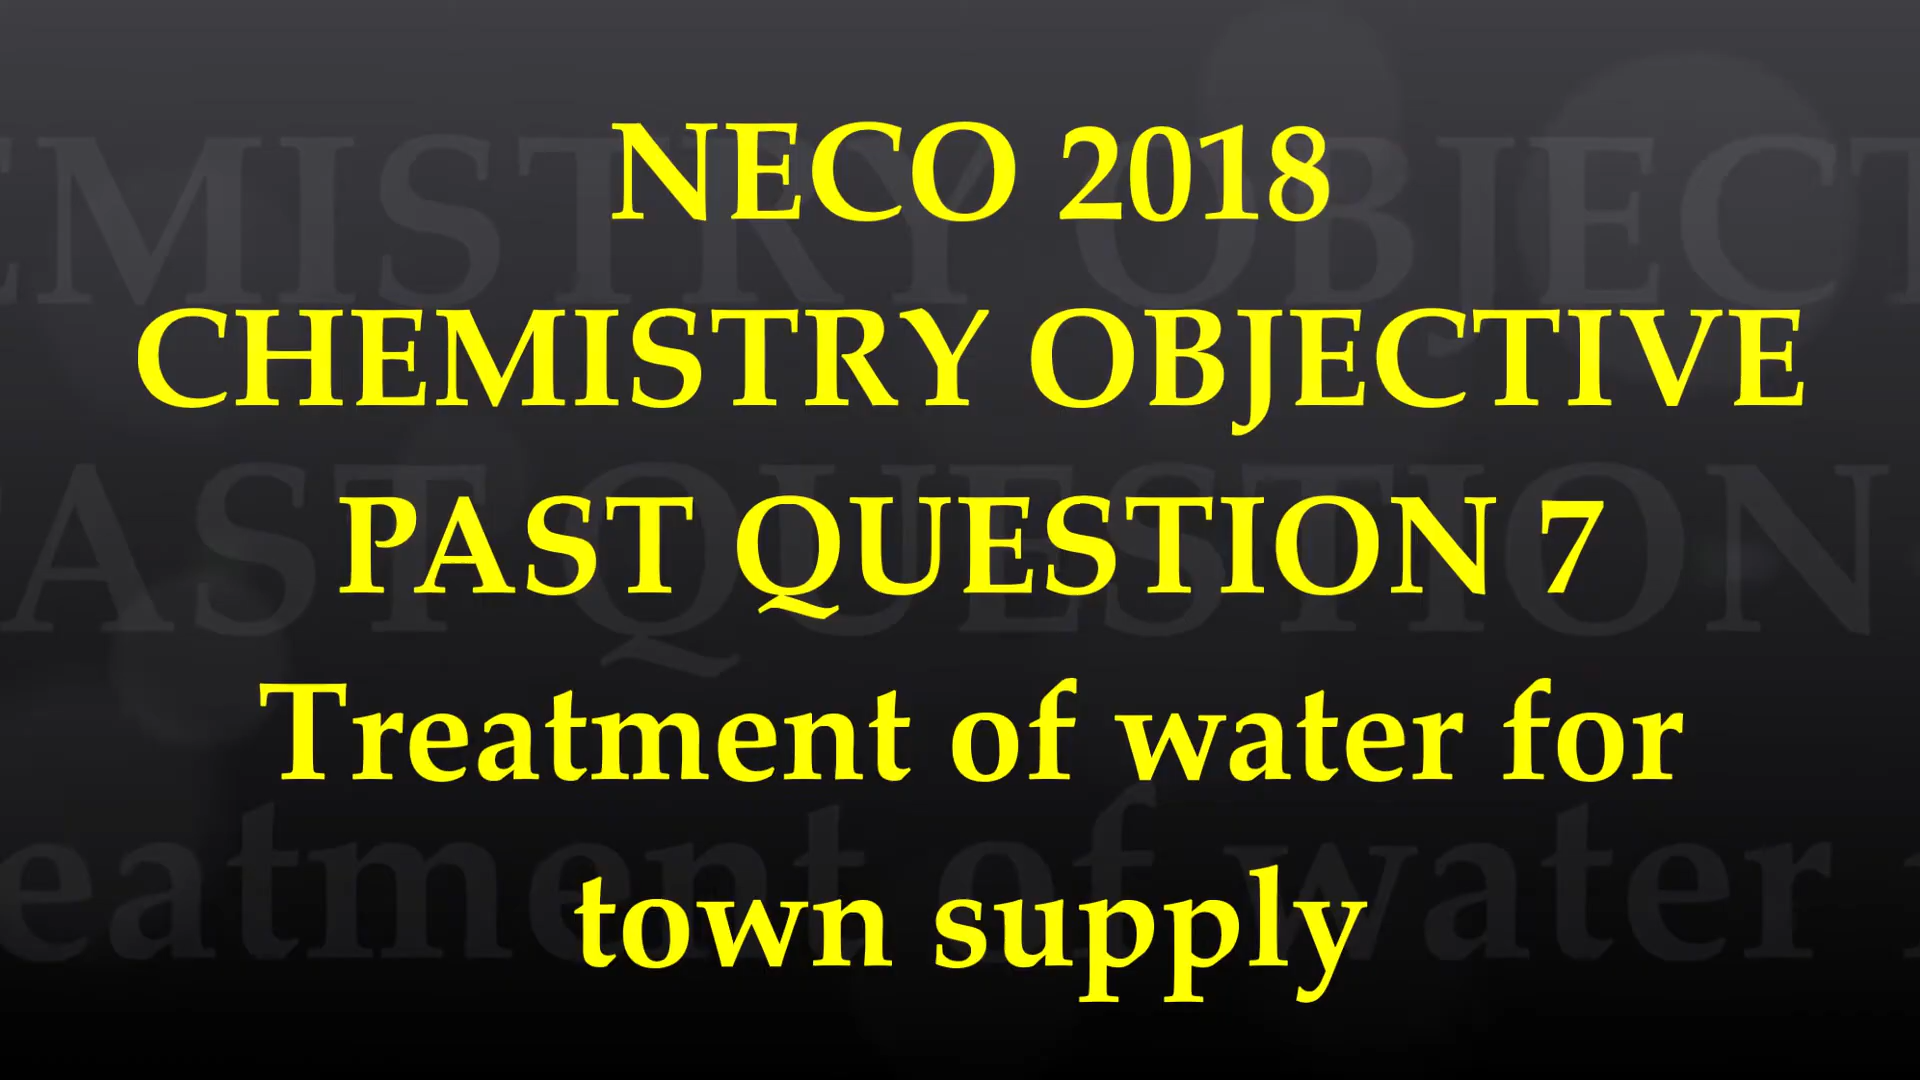 NECO 2018
CHEMISTRY OBJECTIVE
PAST QUESTION 7
Treatment of water for
town supply